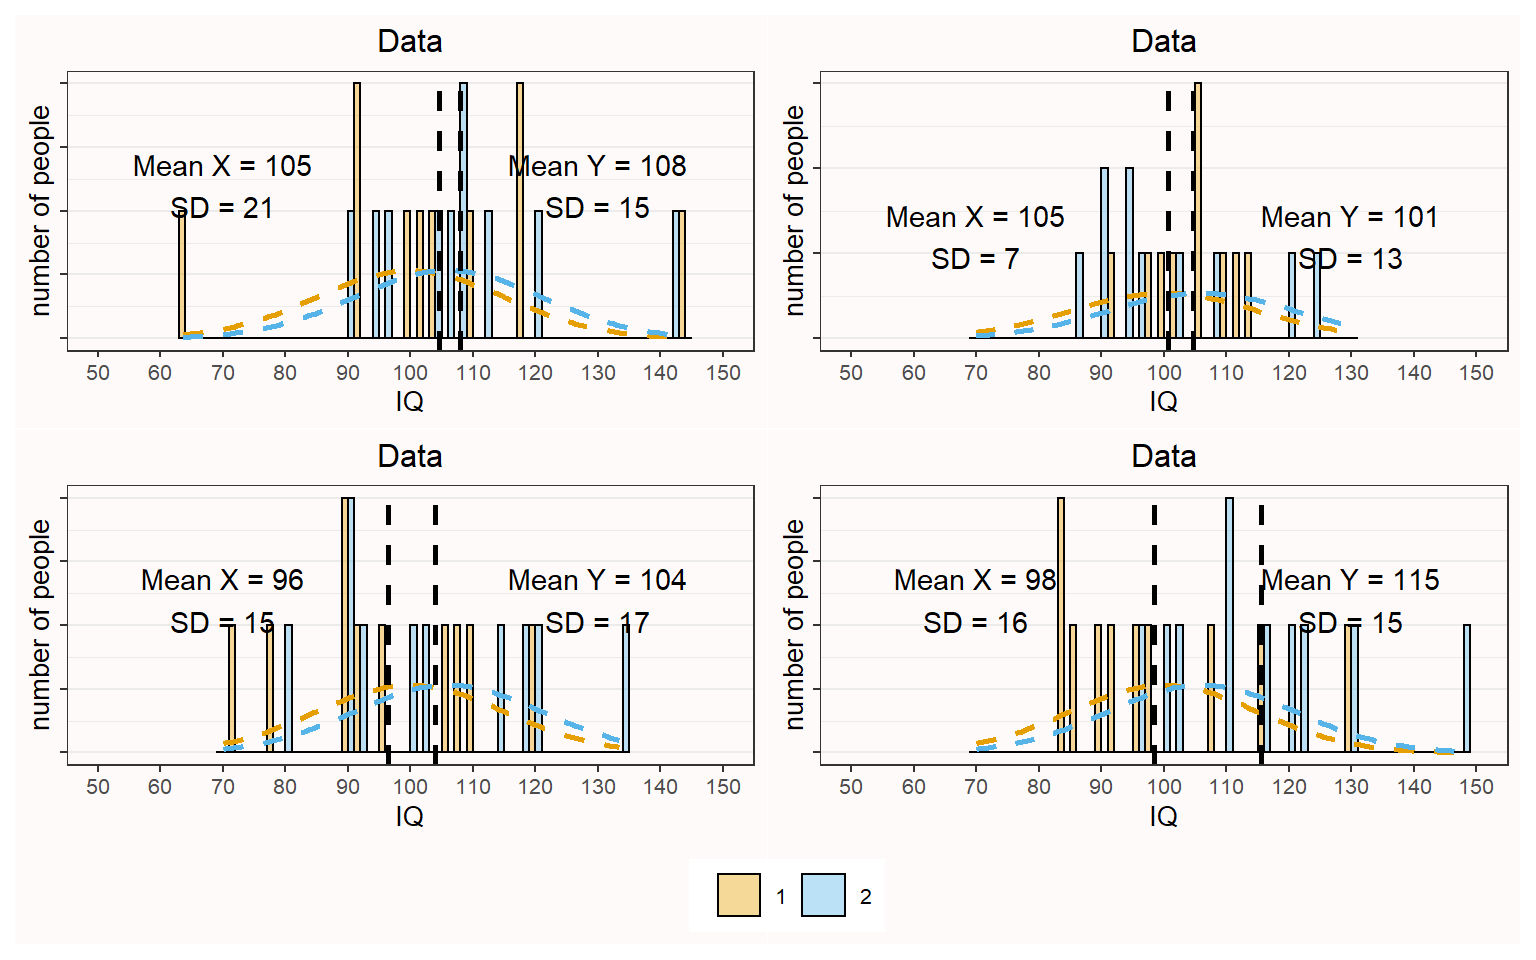 Data
number of people
Mean X = 105
SD = 21
Mean Y = 108
SD = 15
50 60 70 80 90 100 110 120 130 140 150
IQ
Data
number of people
Mean X = 105
SD = 7
Mean Y = 101
SD = 13
50 60 70 80 90 100 110 120 130 140 150
IQ
Data
number of people
Mean X = 96
SD = 15
Mean Y = 104
SD = 17
50 60 70 80 90 100 110 120 130 140 150
IQ
Data
number of people
Mean X = 98
SD = 16
Mean Y = 115
SD = 15
50 60 70 80 90 100 110 120 130 140 150
IQ
1 2